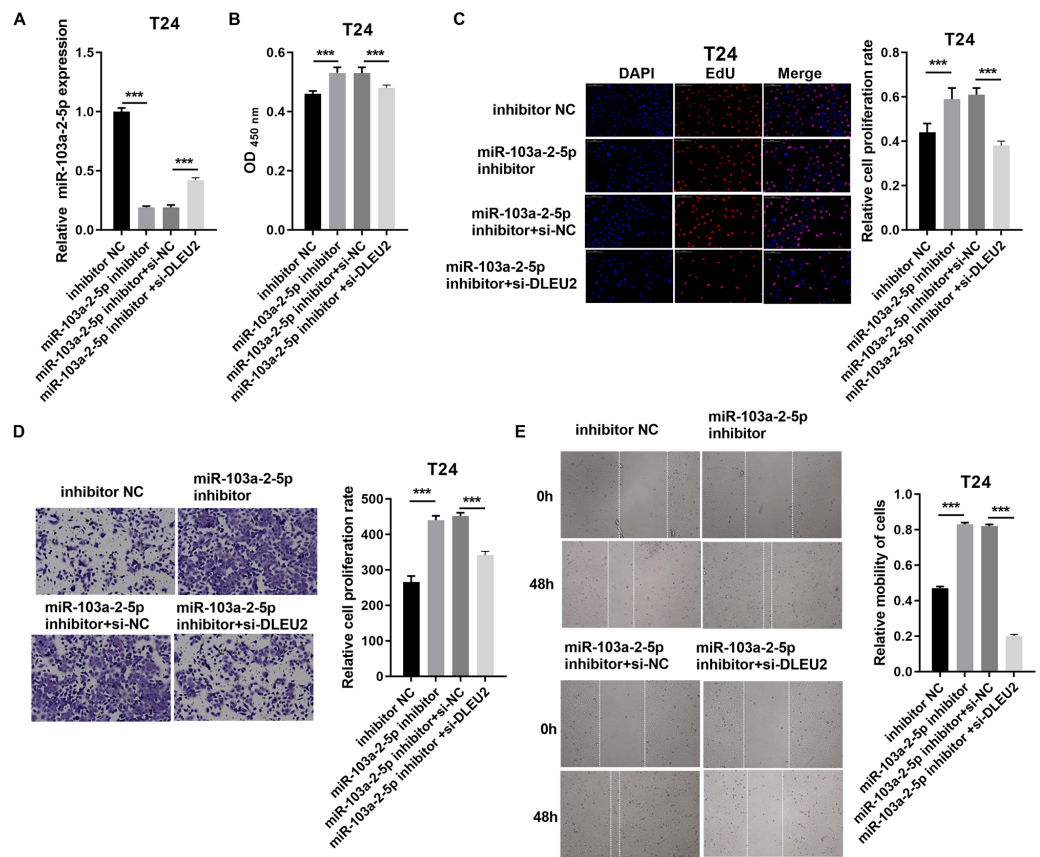 A
T24
Relative miR-103a-2-5p expression
1.5
1.0
0.5
0.0
***
***
inhibitor NC
miR-103a-2-5p inhibitor
miR-103a-2-5p inhibitor+si-NC
miR-103a-2-5p inhibitor +si-DLEU2
B
T24
OD 450 nm
0.6
0.4
0.2
0.0
***
***
inhibitor NC
miR-103a-2-5p inhibitor
miR-103a-2-5p inhibitor+si-NC
miR-103a-2-5p inhibitor +si-DLEU2
C
T24
DAPI
EdU
Merge
inhibitor NC
miR-103a-2-5p
inhibitor
miR-103a-2-5p
inhibitor+si-NC
miR-103a-2-5p
inhibitor+si-DLEU2
T24
Relative cell proliferation rate
0.8
0.6
0.4
0.2
0.0
***
***
inhibitor NC
miR-103a-2-5p inhibitor
miR-103a-2-5p inhibitor+si-NC
miR-103a-2-5p inhibitor +si-DLEU2
D
inhibitor NC
miR-103a-2-5p
inhibitor
miR-103a-2-5p
inhibitor+si-NC
miR-103a-2-5p
inhibitor+si-DLEU2
T24
Relative cell proliferation rate
500
400
300
200
100
0
***
***
inhibitor NC
miR-103a-2-5p inhibitor
miR-103a-2-5p inhibitor+si-NC
miR-103a-2-5p inhibitor +si-DLEU2
E
inhibitor NC
miR-103a-2-5p
inhibitor
0h
48h
miR-103a-2-5p
inhibitor+si-NC
miR-103a-2-5p
inhibitor+si-DLEU2
0h
48h
T24
Relative mobility of cells
1.0
0.8
0.6
0.4
0.2
0.0
***
***
inhibitor NC
miR-103a-2-5p inhibitor
miR-103a-2-5p inhibitor+si-NC
miR-103a-2-5p inhibitor +si-DLEU2